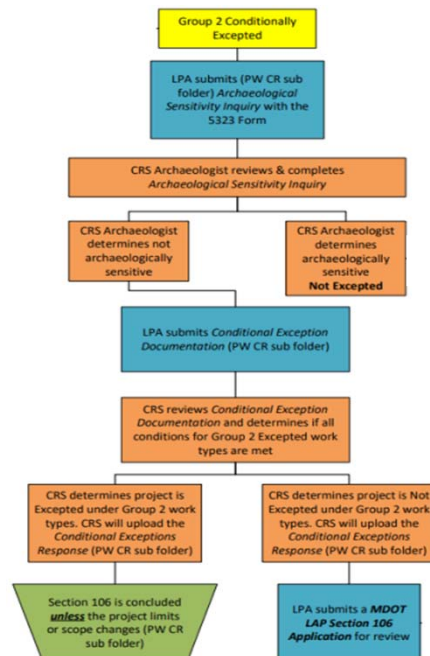 Group 2 Conditionally
Excepted
LPA submits (PW CR sub
folder) Archaeological
Sensitivity Inquiry with the
5323 Form
CRS Archaeologist reviews & completes
Archaeological Sensitivity Inquiry
CRS Archaeologist
determines not
archaeologically
sensitive
CRS Archaeologist
determines
archaeologically
sensitive
Not Excepted
LPA submits Conditional Exception
Documentation (PW CR sub folder)
CRS reviews Conditional Exception
Documentation and determines if all
conditions for Group 2 Excepted work
types are met
CRS determines project is
Excepted under Group 2 work
types. CRS will upload the
Conditional Exceptions
Response (PW CR sub folder)
CRS determines project is Not
Excepted under Group 2 work
types. CRS will upload the
Conditional Exceptions
Response (PW CR sub folder)
Section 106 is concluded
unless the project limits
or scope changes (PW CR
sub folder)
LPA submits a MDOT
LAP Section 106
Application for review